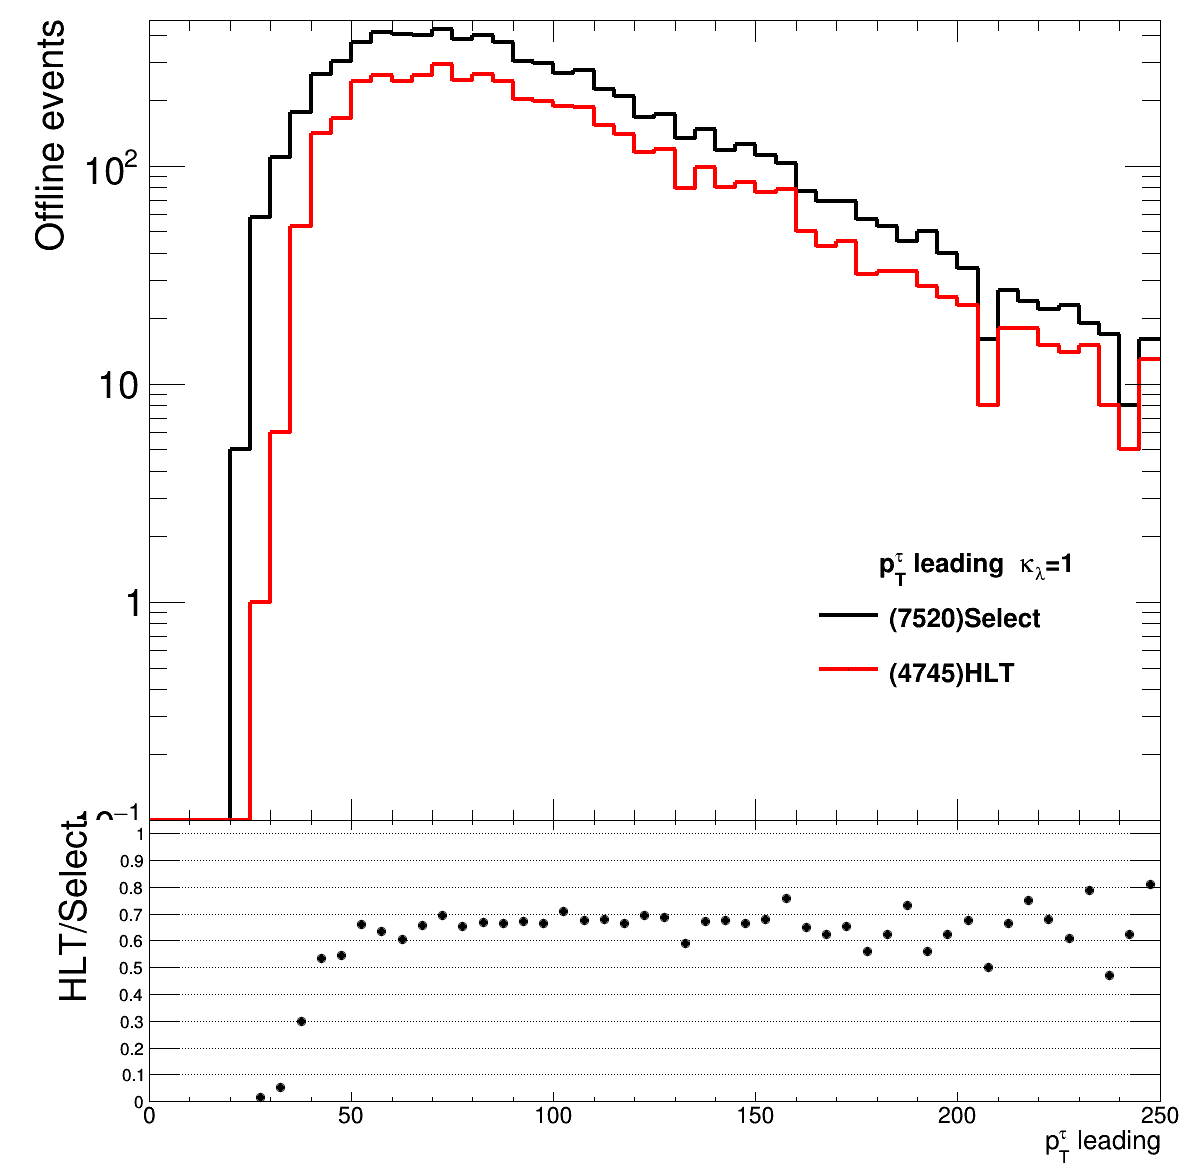 Offline events
10²
10
1
p_T^τ leading κ_λ=1
(7520)Select
(4745)HLT
HLT/Select.
1
0.9
0.8
0.7
0.6
0.5
0.4
0.3
0.2
0.1
0
0 50 100 150 200 250
p_T^τ leading